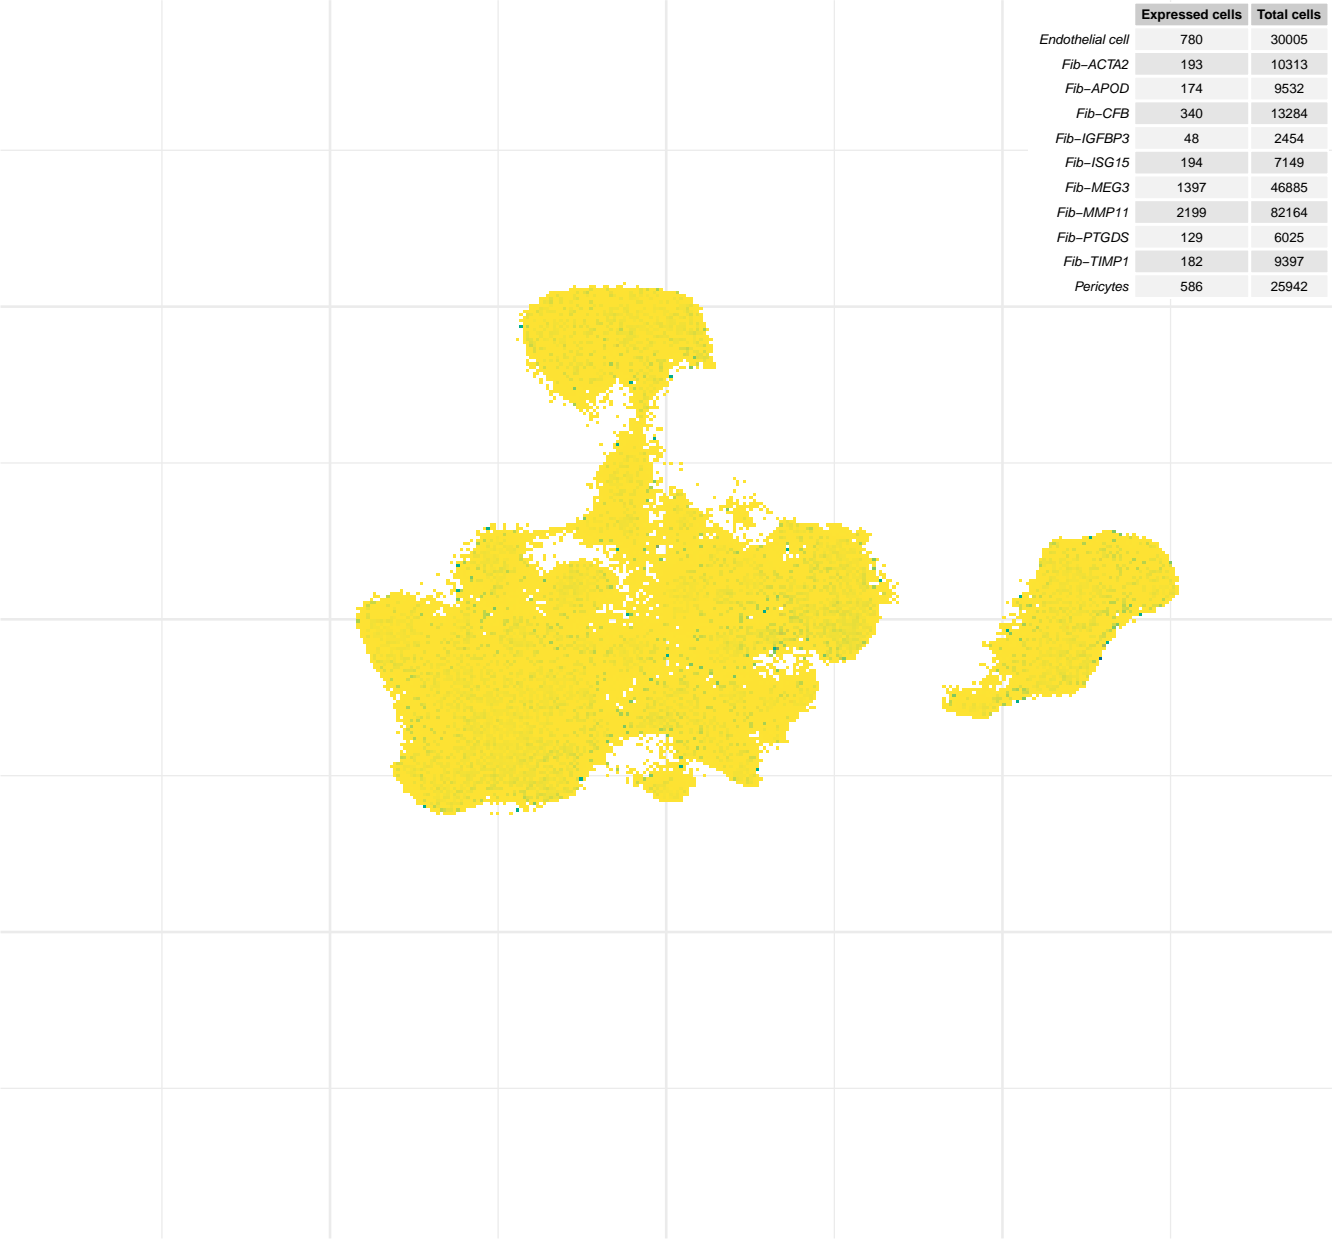 Expressed cells Total cells
Endothelial cell 780 30005
Fib−ACTA2 193 10313
Fib−APOD 174 9532
Fib−CFB 340 13284
Fib−IGFBP3 48 2454
Fib−ISG15 194 7149
Fib−MEG3 1397 46885
Fib−MMP11 2199 82164
Fib−PTGDS 129 6025
Fib−TIMP1 182 9397
Pericytes 586 25942